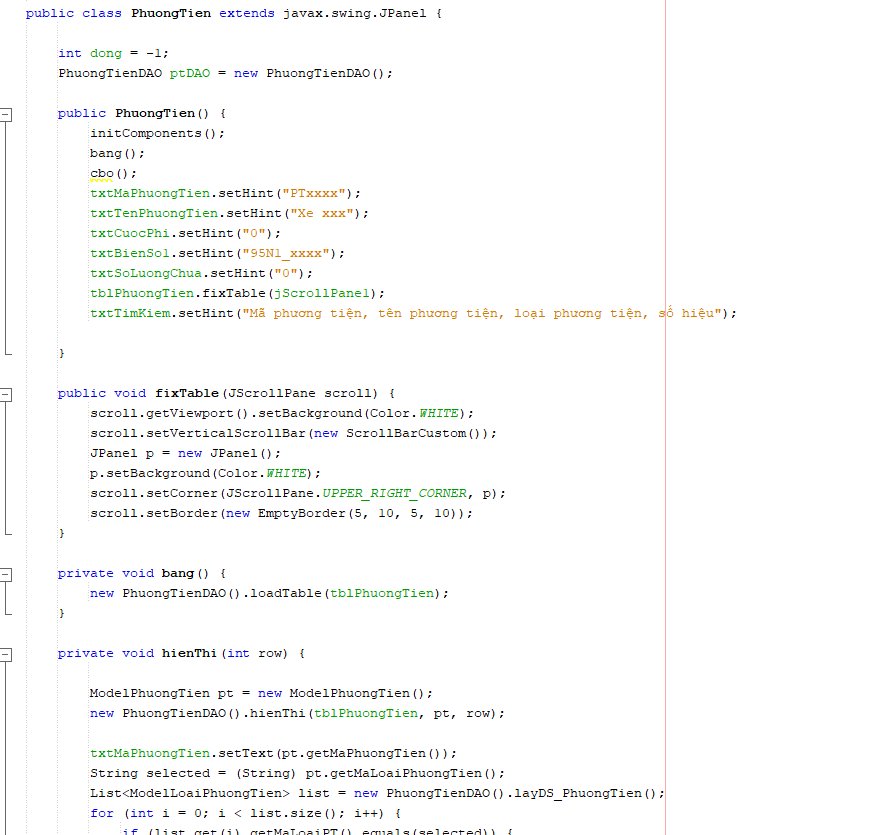 public class PhuongTien extends javax.swing.JPanel {
int dong = -1;
PhuongTienDAO ptDAO = new PhuongTienDAO();
public PhuongTien() {
initComponents();
bang();
cbo();
txtMaPhuongTien.setHint("PTxxxx");
txtTenPhuongTien.setHint("Xe xxx");
txtCuocPhi.setHint("0");
txtBienSo1.setHint("95N1_xxxx");
txtSoLuongChua.setHint("0");
tblPhuongTien.fixTable(jScrollPane1);
txtTimKiem.setHint("Mã phương tiện, tên phương tiện, loại phương tiện, số hiệu");
}
public void fixTable(JScrollPane scroll) {
scroll.getViewport().setBackground(Color.WHITE);
scroll.setVerticalScrollBar(new ScrollBarCustom());
JPanel p = new JPanel();
p.setBackground(Color.WHITE);
scroll.setCorner(JScrollPane.UPPER_RIGHT_CORNER, p);
scroll.setBorder(new EmptyBorder(5, 10, 5, 10));
}
private void bang() {
new PhuongTienDAO().loadTable(tblPhuongTien);
}
private void hienThi(int row) {
ModelPhuongTien pt = new ModelPhuongTien();
new PhuongTienDAO().hienThi(tblPhuongTien, pt, row);
txtMaPhuongTien.setText(pt.getMaPhuongTien());
String selected = (String) pt.getMaLoaiPhuongTien();
List<ModelLoaiPhuongTien> list = new PhuongTienDAO().layDS_PhuongTien();
for (int i = 0; i < list.size(); i++) {
if (list.get(i).getMaLoaiPT().equals(selected)) {